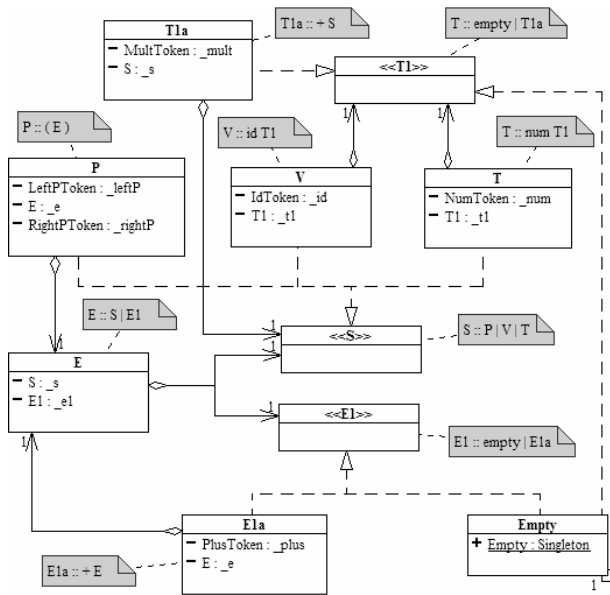 T1a
MultToken : _mult
S : _s
T1a :: + S
T :: empty | T1a
<<T1>>
1
1
P :: ( E )
V :: id T1
T :: num T1
P
LeftPToken : _leftP
E : _e
RightPToken : _rightP
V
IdToken : _id
T1 : _t1
T
NumToken : _num
T1 : _t1
E :: S | E1
1
1
1
<<S>>
S :: P | V | T
E
S : _s
E1 : _e1
1
<<E1>>
E1 :: empty | E1a
1
E1a
PlusToken : _plus
E : _e
E1a :: + E
Empty
Empty : Singleton
1